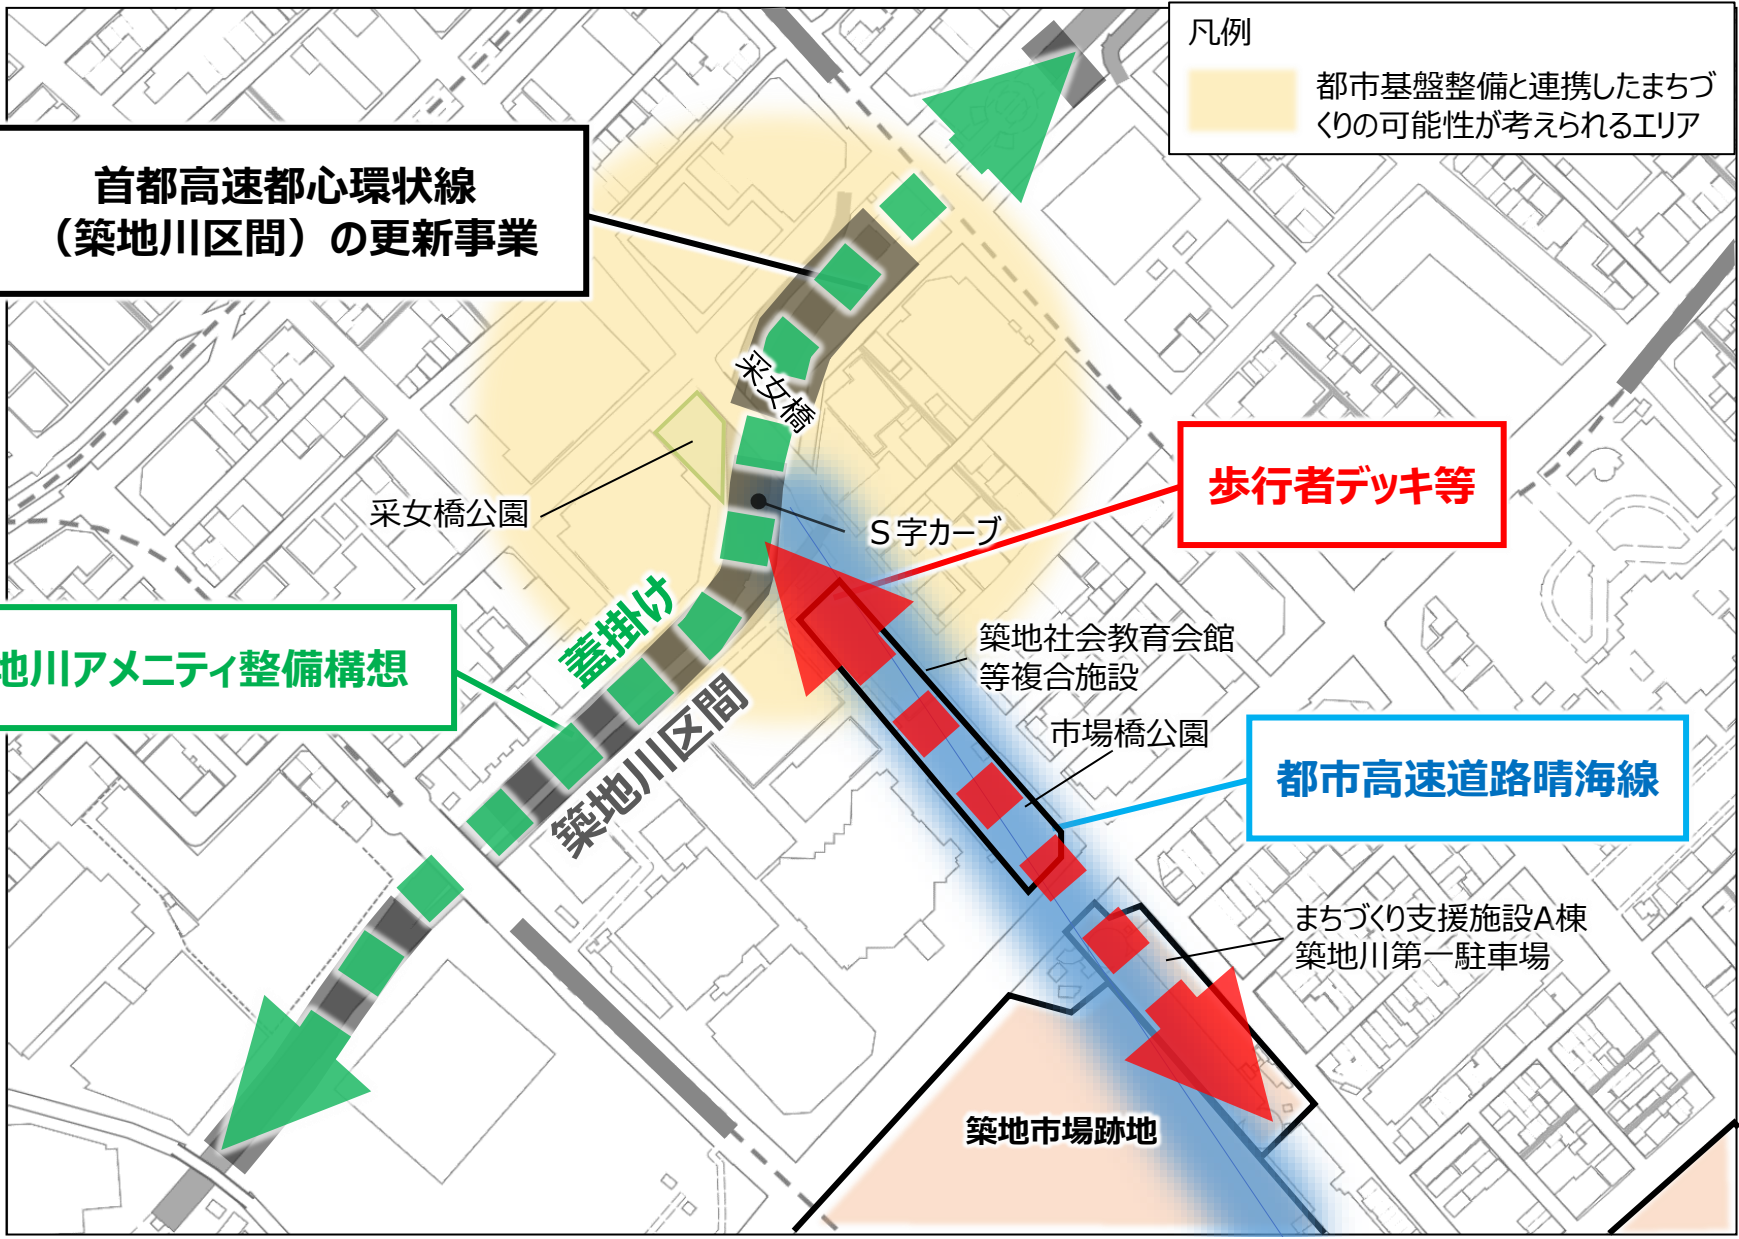 凡例
都市基盤整備と連携したまちづ
くりの可能性が考えられるエリア
首都高速都心環状線
（築地川区間）の更新事業
采女橋
歩行者デッキ等
采女橋公園
S字カーブ
蓋掛け
築地社会教育会館
等複合施設
地川アメニティ整備構想
築地川区間
市場橋公園
都市高速道路晴海線
まちづくり支援施設A棟
築地川第一駐車場
築地市場跡地